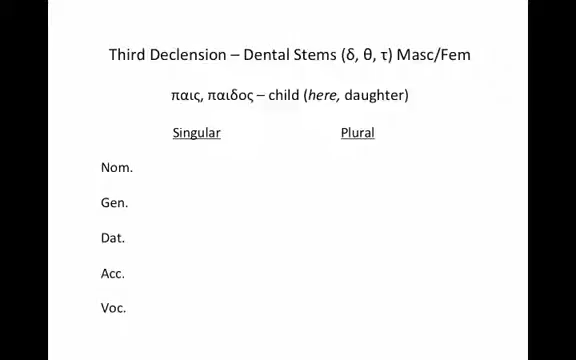 Third Declension – Dental Stems (δ, θ, τ) Masc/Fem
παις, παιδος – child (here, daughter)
Singular Plural
Nom.
Gen.
Dat.
Acc.
Voc.